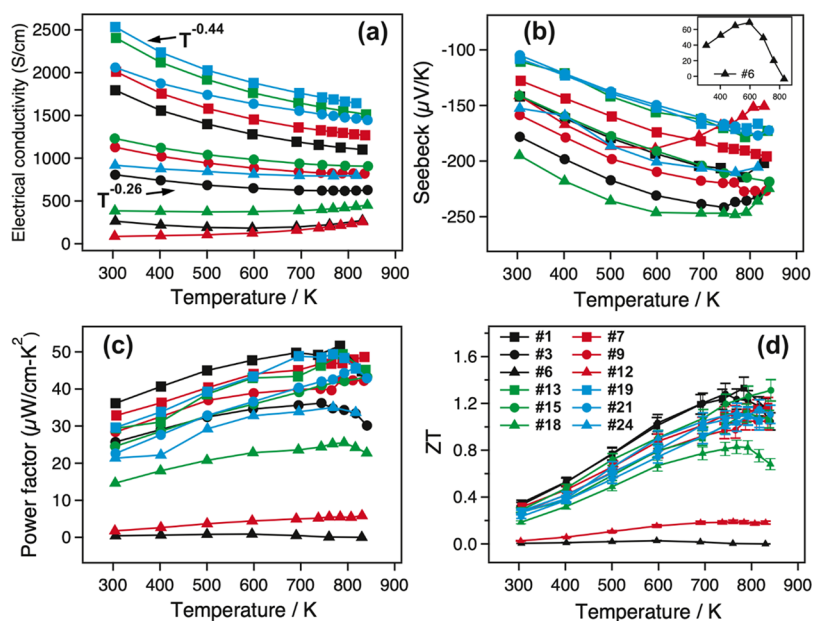 (a)
T-0.44
T-0.26
Electrical conductivity (S/cm)
2500
2000
1500
1000
500
0
300 400 500 600 700 800 900
Temperature / K
(b)
Seebeck (μV/K)
-100
-150
-200
-250
60
40
20
0
#6
400 600 800
300 400 500 600 700 800 900
Temperature / K
(c)
Power factor (μW/cm-K2)
50
40
30
20
10
0
300 400 500 600 700 800 900
Temperature / K
(d)
ZT
1.6
1.2
0.8
0.4
0.0
#1 #7
#3 #9
#6 #12
#13 #19
#15 #21
#18 #24
300 400 500 600 700 800 900
Temperature / K